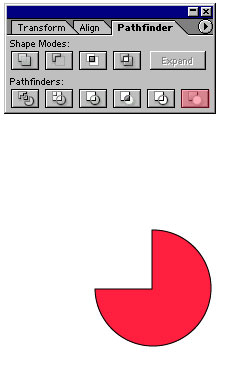 Transform Align Pathfinder
Shape Modes:
Expand
Pathfinders: